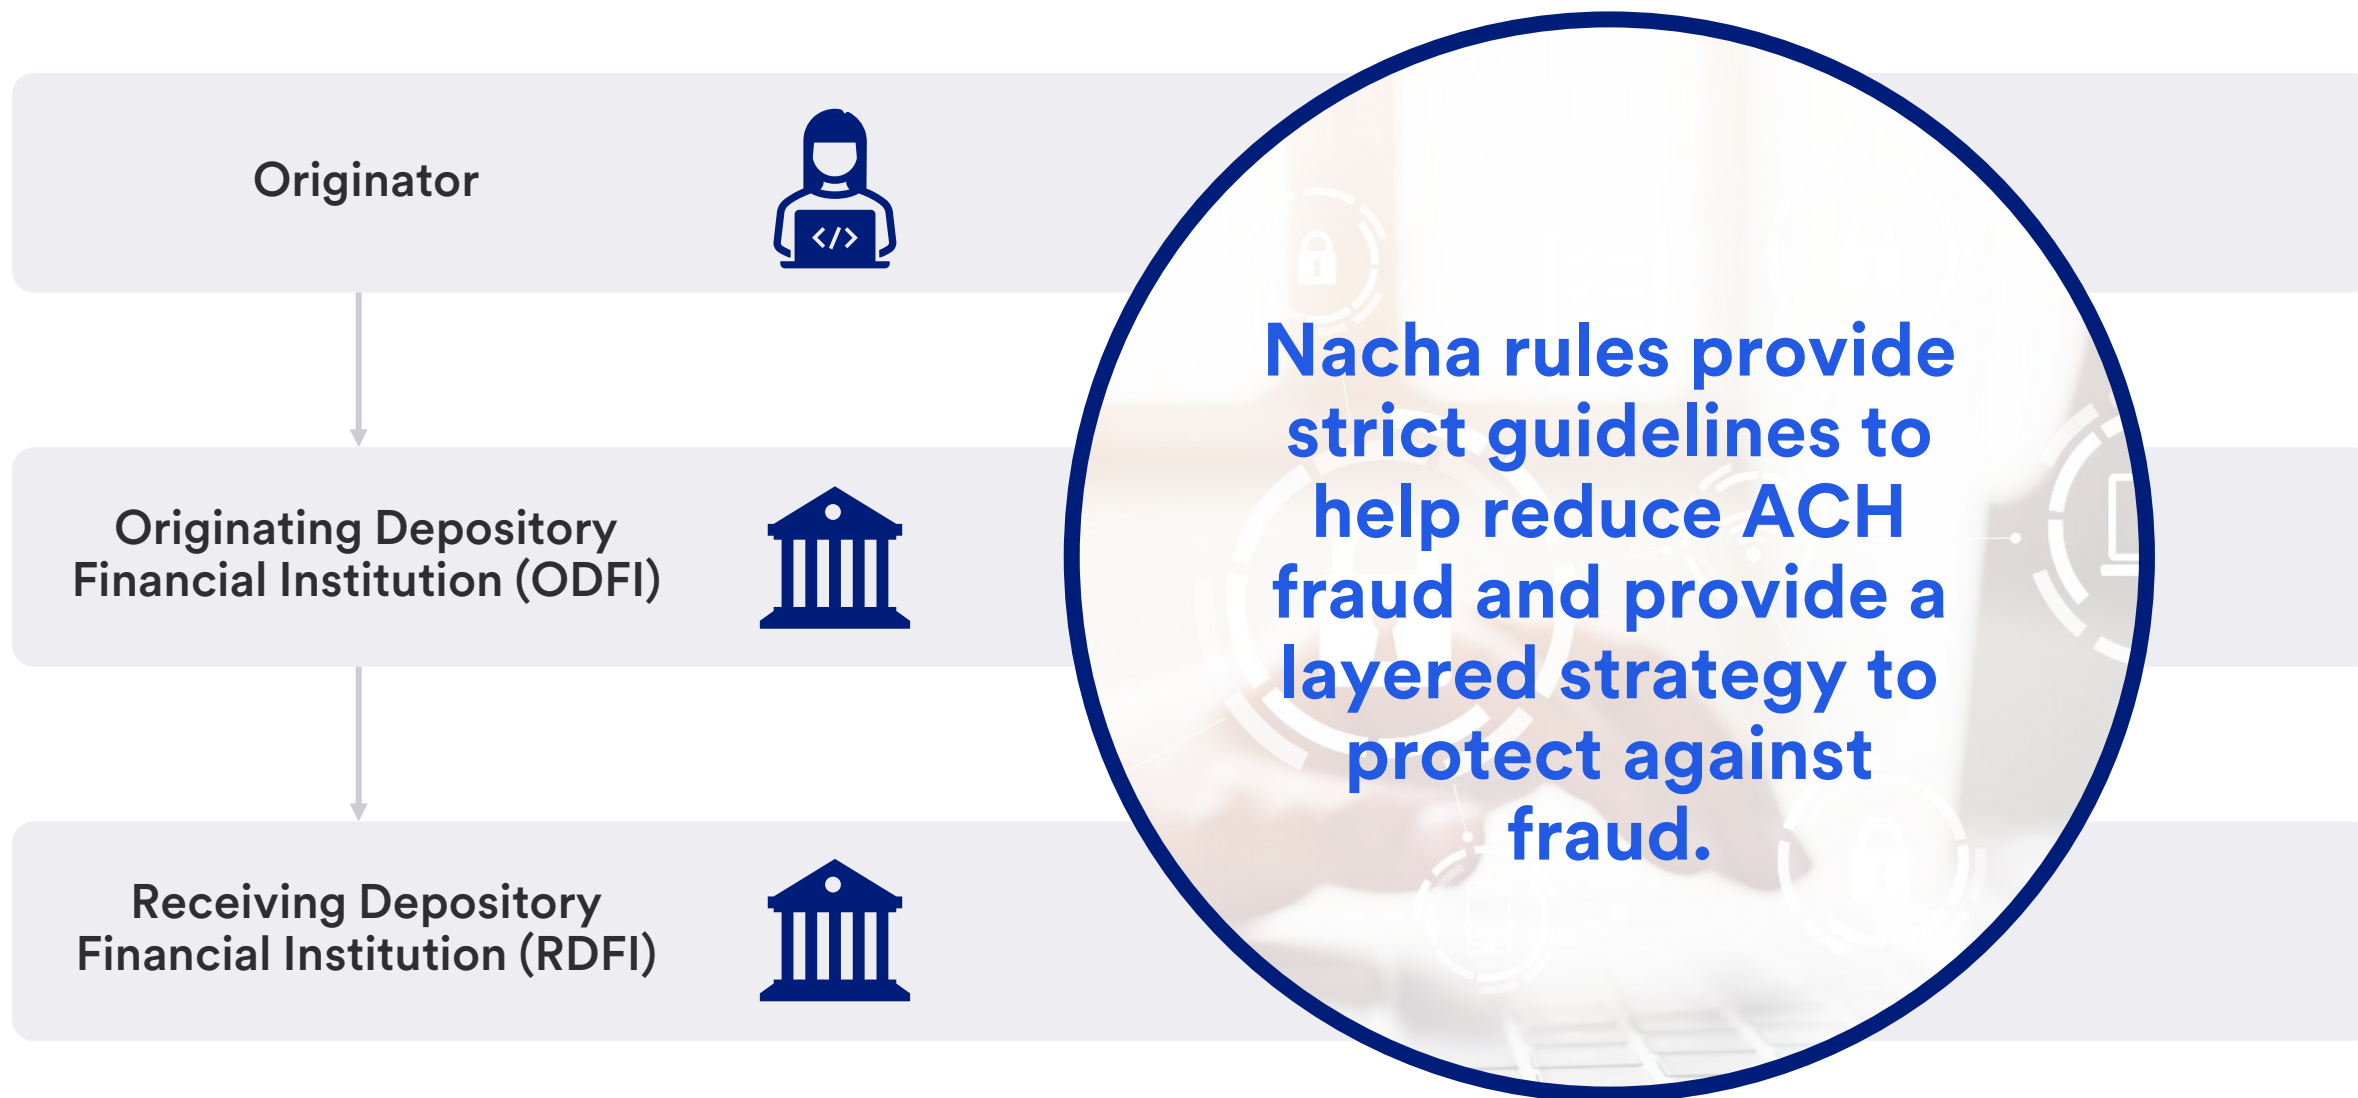 Originator
Originating Depository
Financial Institution (ODFI)
Receiving Depository
Financial Institution (RDFI)
Nacha rules provide
strict guidelines to
help reduce ACH
fraud and provide a
layered strategy to
protect against
fraud.